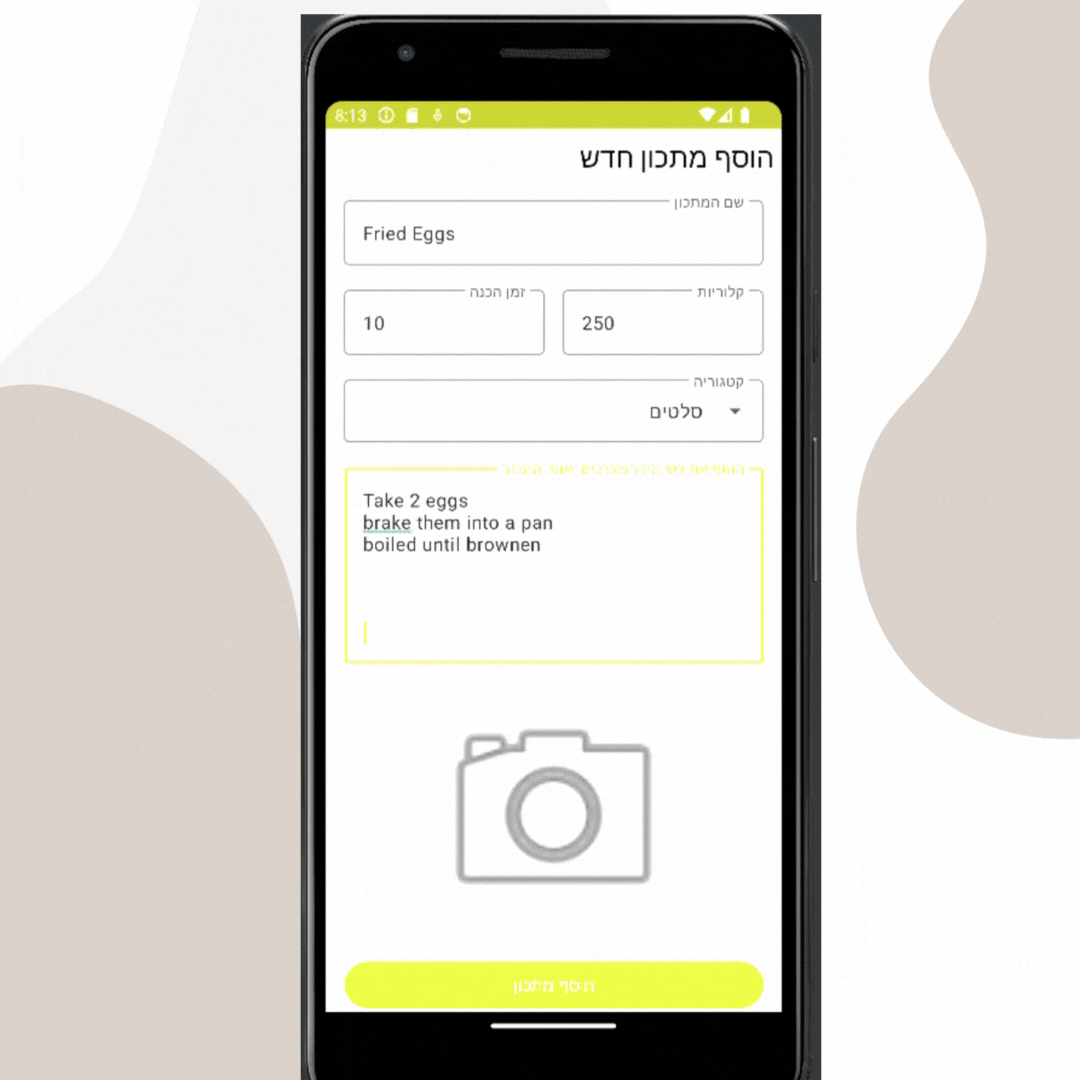 8:13
הוסף מתכון חדש
שם המתכון
Fried Eggs
קלוריות
250
זמן הכנה
10
קטגוריה
סלטים
Take 2 eggs
brake them into a pan
boiled until brownen
הוסף מתכון